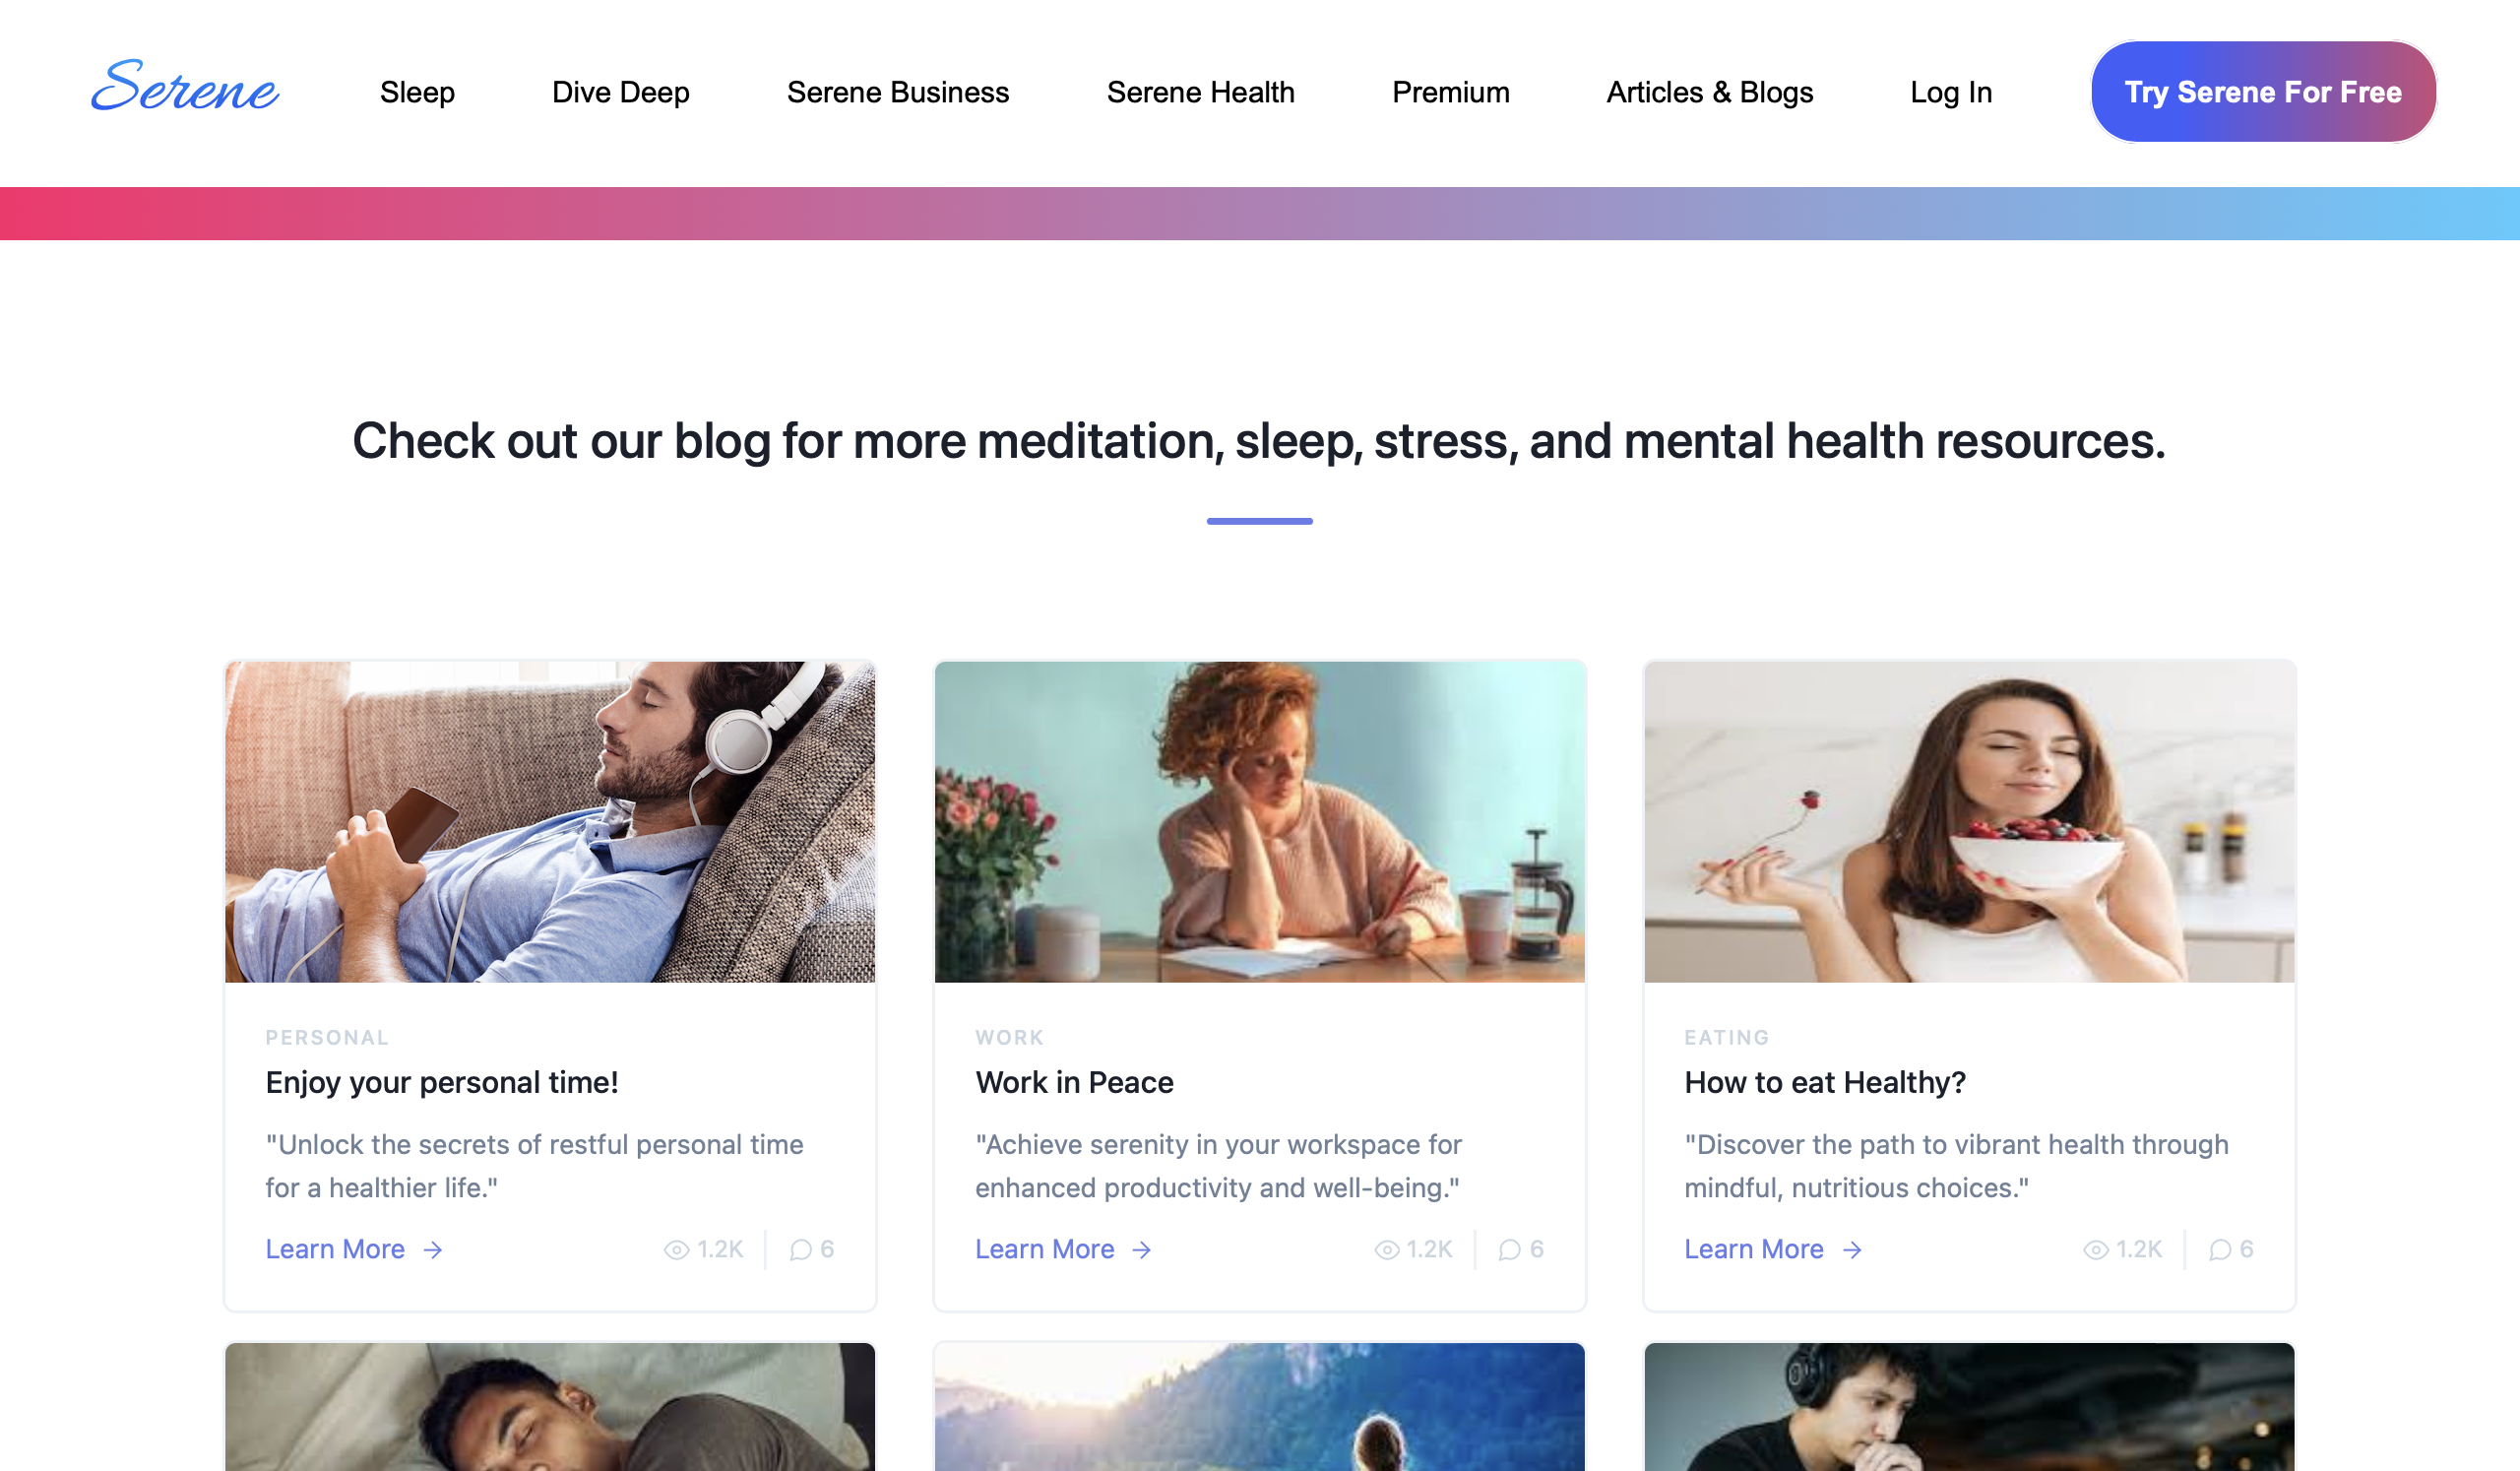 Serene
Sleep
Dive Deep
Serene Business
Serene Health
Premium
Articles & Blogs
Log In
Try Serene For Free
Check out our blog for more meditation, sleep, stress, and mental health resources.
PERSONAL
Enjoy your personal time!
"Unlock the secrets of restful personal time
for a healthier life."
Learn More →
1.2K
6
WORK
Work in Peace
"Achieve serenity in your workspace for
enhanced productivity and well-being."
Learn More →
1.2K
6
EATING
How to eat Healthy?
"Discover the path to vibrant health through
mindful, nutritious choices."
Learn More →
1.2K
6